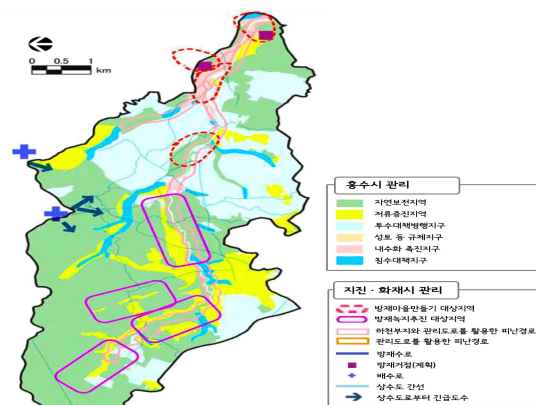 0 0.5 1
km
홍수시 관리
자연보전지역
저류증진지역
투수대책병행지구
성토 등 규제지구
내수화 촉진지구
침수대책지구
지진 · 화재시 관리
방재마을만들기 대상지역
방재녹지추진 대상지역
하천부지와 관리도로를 활용한 피난경로
관리도로를 활용한 피난경로
방재수로
방재거점(계획)
배수로
상수도 간선
상수도로부터 긴급도수